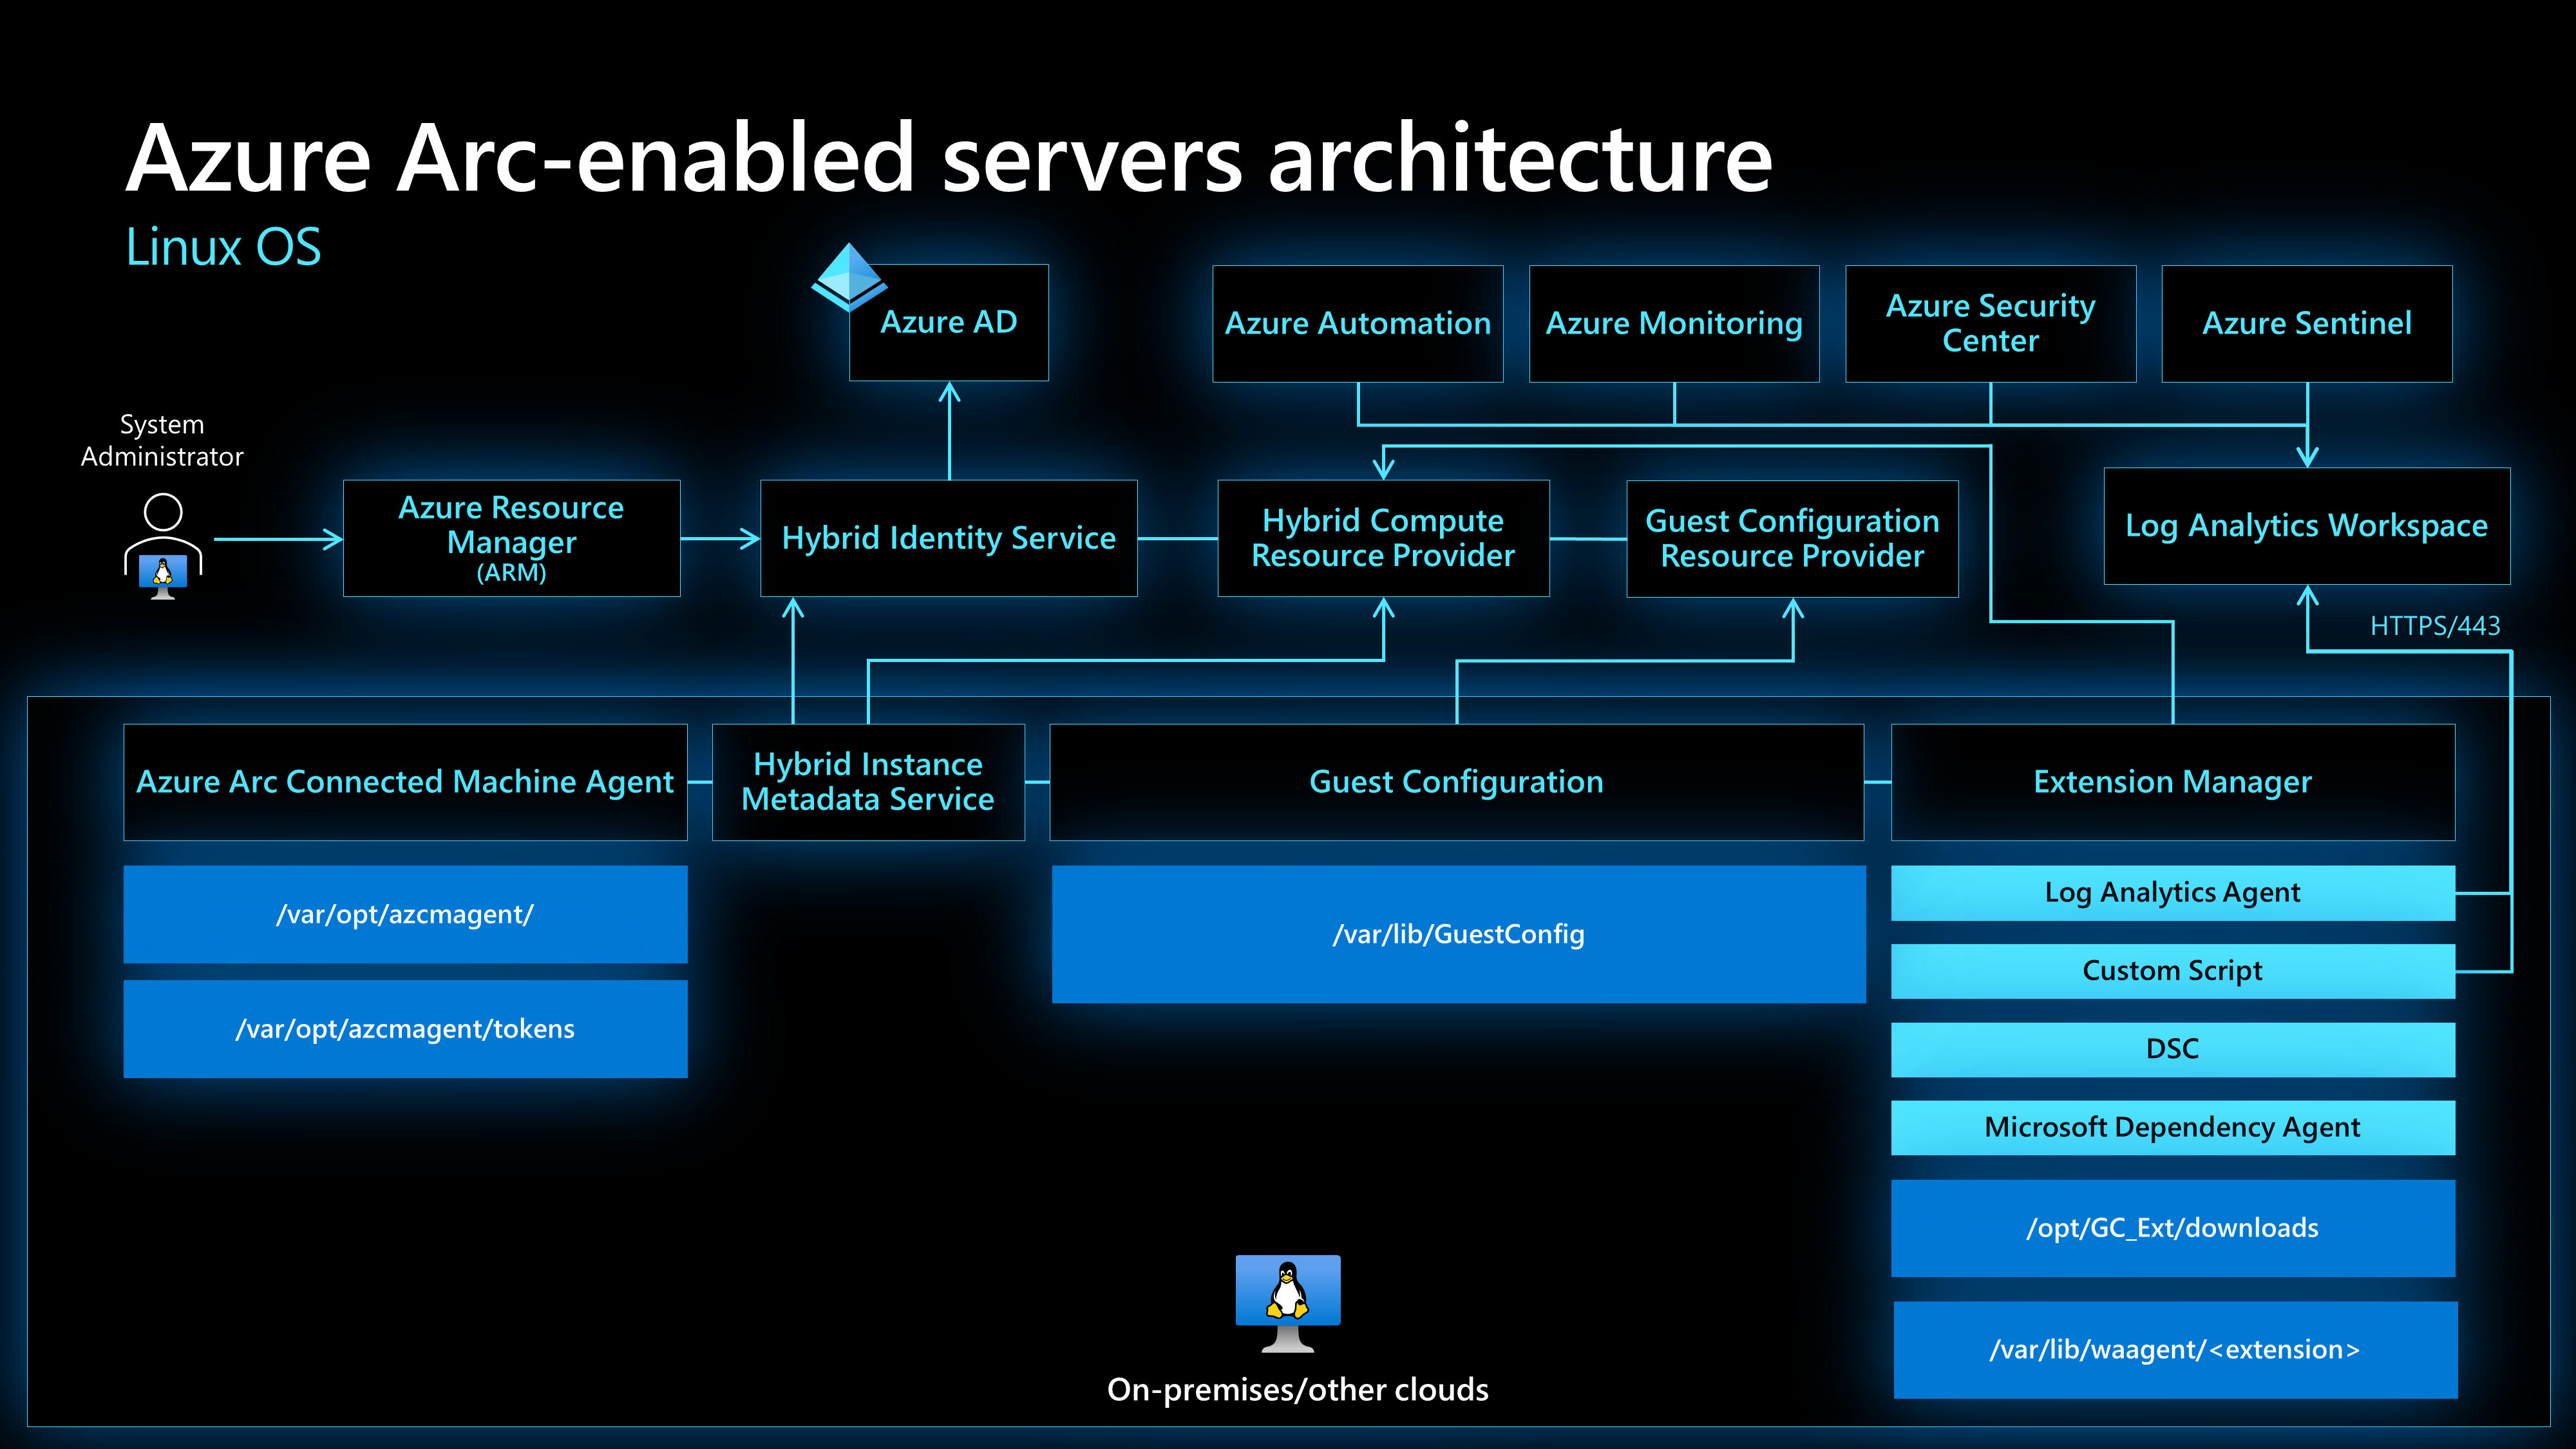 Azure Arc-enabled servers architecture
Linux OS
Azure AD
Azure Automation
Azure Monitoring
Azure Security
Center
Azure Sentinel
System
Administrator
Azure Resource
Manager
(ARM)
Hybrid Identity Service
Hybrid Compute
Resource Provider
Guest Configuration
Resource Provider
Log Analytics Workspace
HTTPS/443
Azure Arc Connected Machine Agent
Hybrid Instance
Metadata Service
Guest Configuration
Extension Manager
/var/opt/azcmagent/
/var/opt/azcmagent/tokens
/var/lib/GuestConfig
Log Analytics Agent
Custom Script
DSC
Microsoft Dependency Agent
/opt/GC_Ext/downloads
/var/lib/waagent/<extension>
On-premises/other clouds